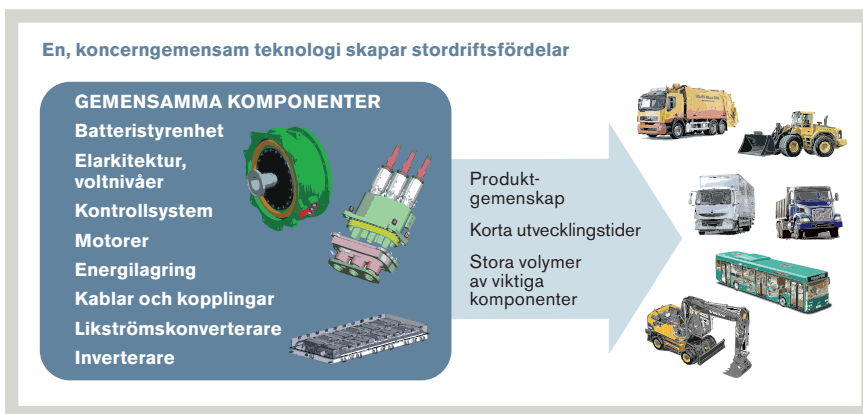 En, koncerngemensam teknologi skapar stordriftsfördelar
GEMENSAMMA KOMPONENTER
Batteristyrenhet
Elarkitektur,
voltnivåer
Kontrollsystem
Motorer
Energilagring
Kablar och kopplingar
Likströmskonverterare
Inverterare
Produkt-
gemenskap
Korta utvecklingstider
Stora volymer
av viktiga
komponenter